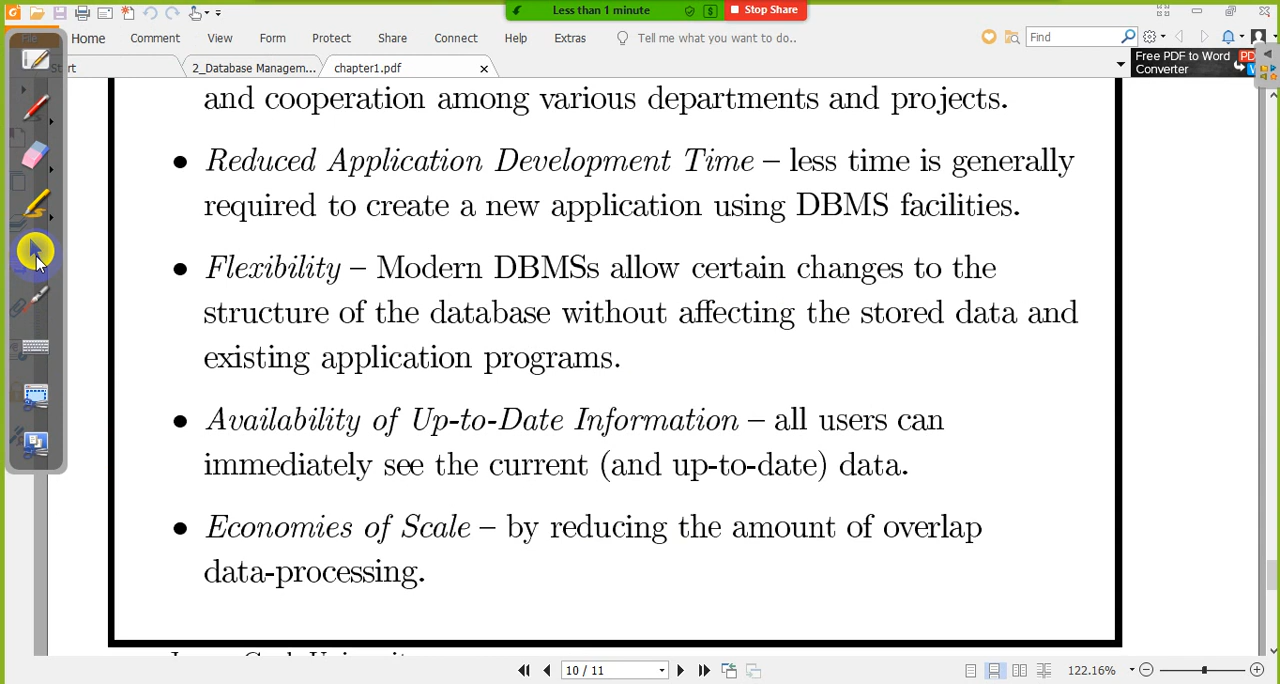 Less than 1 minute
Stop Share
File
Home
Comment
View
Form
Protect
Share
Connect
Help
Extras
Tell me what you want to do..
Find
2_Database Managem...
chapter1.pdf
Free PDF to Word
Converter
and cooperation among various departments and projects.
• Reduced Application Development Time – less time is generally
required to create a new application using DBMS facilities.
• Flexibility – Modern DBMSs allow certain changes to the
structure of the database without affecting the stored data and
existing application programs.
• Availability of Up-to-Date Information – all users can
immediately see the current (and up-to-date) data.
• Economies of Scale – by reducing the amount of overlap
data-processing.
10 / 11
122.16%